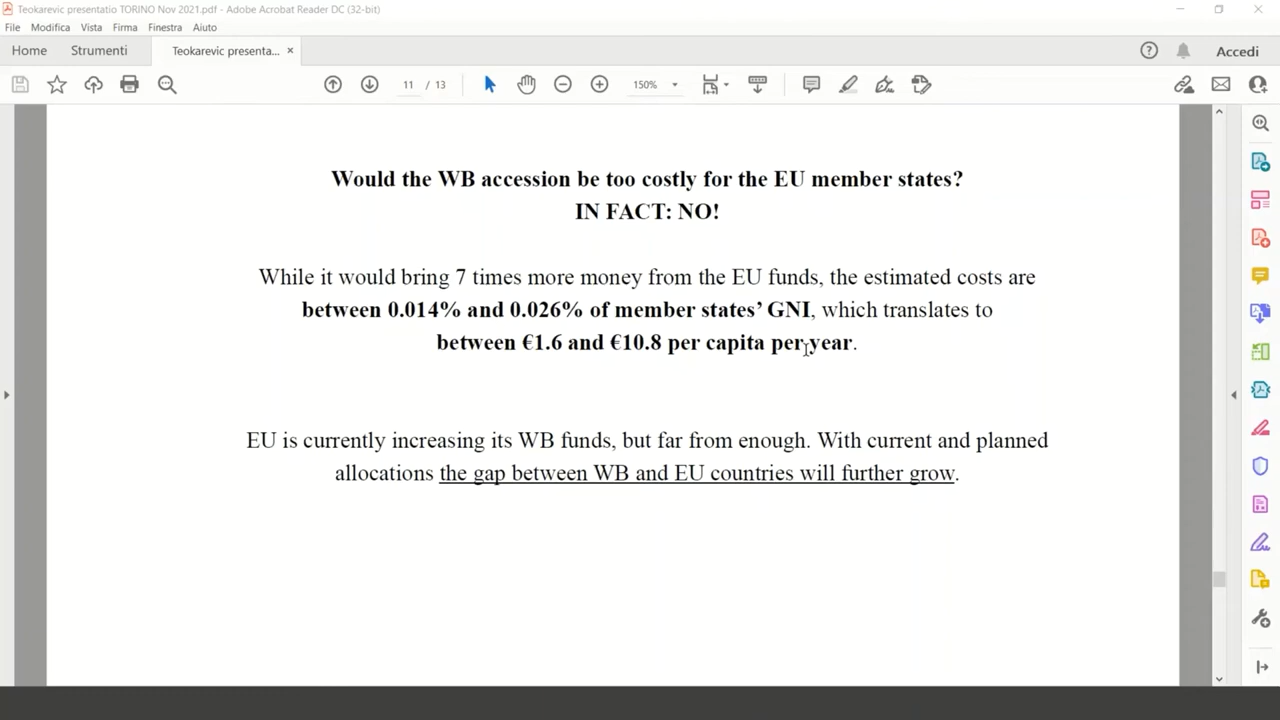 Teokarevic presentatio TORINO Nov 2021.pdf - Adobe Acrobat Reader DC (32-bit)
File Modifica Vista Firma Finestra Aiuto
Home Strumenti Teokarevic presenta... × Accedi
11 / 13 150%
Would the WB accession be too costly for the EU member states?
IN FACT: NO!
While it would bring 7 times more money from the EU funds, the estimated costs are
between 0.014% and 0.026% of member states’ GNI, which translates to
between €1.6 and €10.8 per capita per year.
EU is currently increasing its WB funds, but far from enough. With current and planned
allocations the gap between WB and EU countries will further grow.